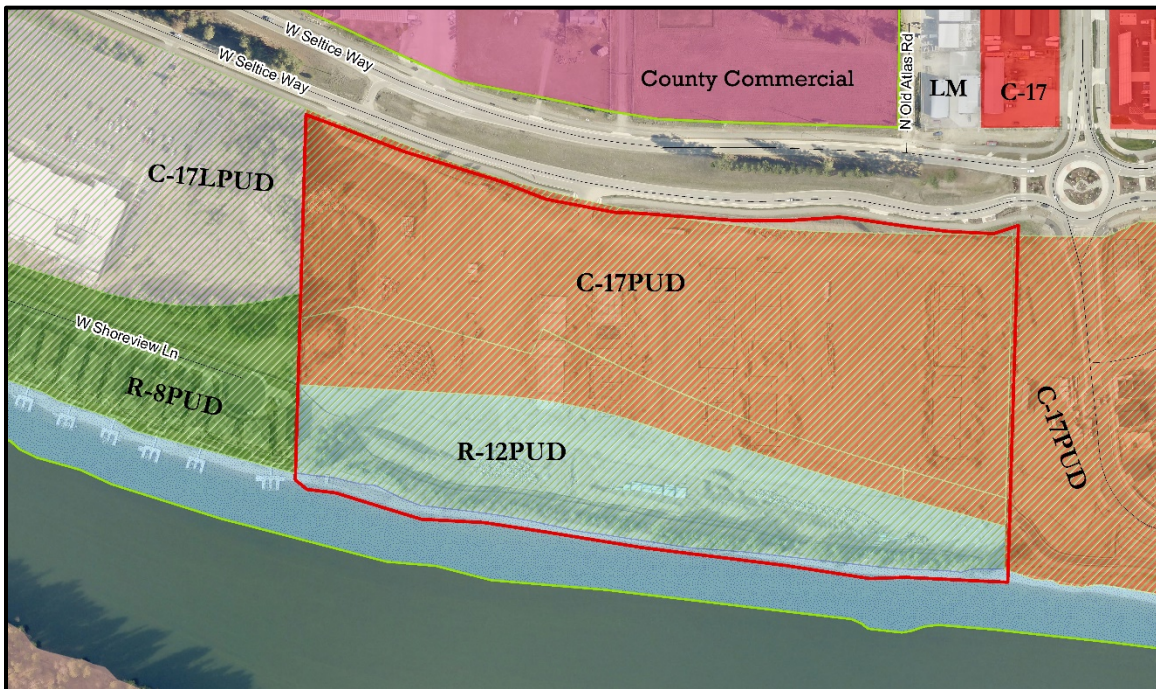 W Seltice Way
W Seltice Way
County Commercial
N Old Atlas Rd
LM
C-17
C-17LPUD
C-17PUD
W Shoreview Ln
R-8PUD
R-12PUD
C-17PUD